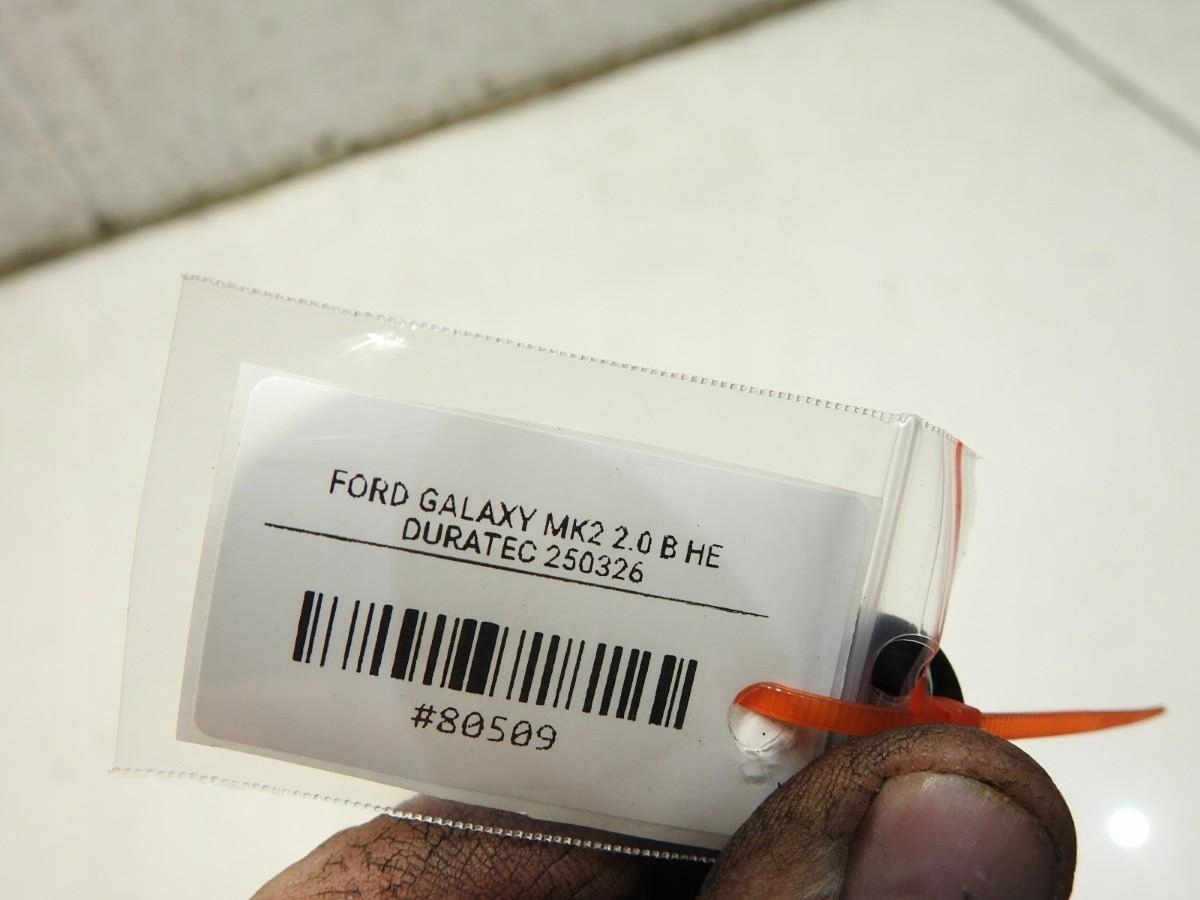 FORD GALAXY MK2 2.0 B HE
DURATEC 250326
#80509